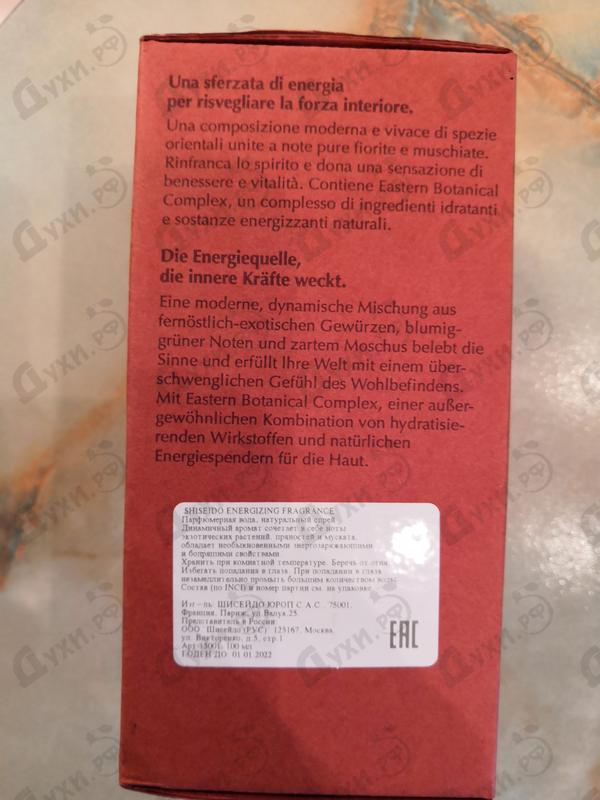 Una sferzata di energia
per risvegliare la forza interiore.
Una composizione moderna e vivace di spezie
orientali unite a note pure fiorite e muschiate.
Rinfranca lo spirito e dona una sensazione di
benessere e vitalità. Contiene Eastern Botanical
Complex, un complesso di ingredienti idratanti
e sostanze energizzanti naturali.
Die Energiequelle,
die innere Kräfte weckt.
Eine moderne, dynamische Mischung aus
fernöstlich-exotischen Gewürzen, blumig-
grüner Noten und zartem Moschus belebt die
Sinne und erfüllt Ihre Welt mit einem über-
schwenglichen Gefühl des Wohlbefindens.
Mit Eastern Botanical Complex, einer außer-
gewöhnlichen Kombination von hydratisie-
renden Wirkstoffen und natürlichen
Energiespendern für die Haut.
SHISEIDO ENERGIZING FRAGRANCE
Парфюмерная вода, натуральный спрей
Динамичный аромат сочетает в себе ноты
экзотических растений, пряностей и муската,
обладает необыкновенными энергозаряжающими
и бодрящими свойствами.
Хранить при комнатной температуре. Беречь от огня.
Избегать попадания в глаза. При попадании в глаза
незамедлительно промыть большим количеством воды.
Состав (по INCI) и номер партии см. на упаковке
Изг-ль: ШИСЕЙДО ЮРОП С.А.С., 75001,
Франция, Париж, ул.Валуа,25
Представитель в России:
ООО "Шисейдо (РУС)" 125167, Москва,
ул. Викторенко, д.5, стр.1
Арт.15001 100 мл
ГОДЕН ДО: 01.01.2022
EAC
Духи.рф